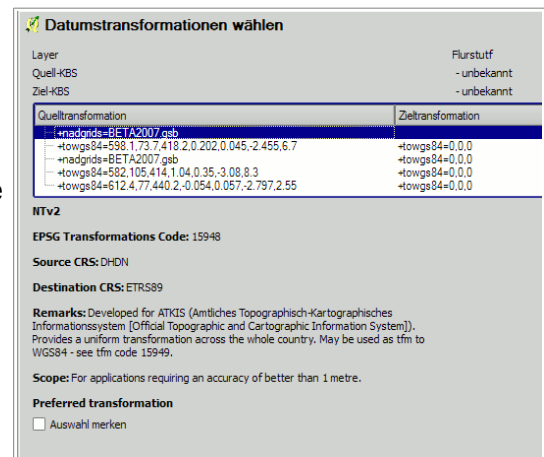 Datumstransformationen wählen
Layer Flurstutf
Quell-KBS - unbekannt
Ziel-KBS - unbekannt
Quelltransformation Zieltransformation
+nadgrids=BETA2007.gsb
+towgs84=598.1,73.7,418.2,0.202,0.045,-2.455,6.7 +towgs84=0,0,0
+nadgrids=BETA2007.gsb +towgs84=0,0,0
+towgs84=582,105,414,1.04,0.35,-3.08,8.3 +towgs84=0,0,0
+towgs84=612.4,77,440.2,-0.054,0.057,-2.797,2.55 +towgs84=0,0,0
e
NTv2
EPSG Transformations Code: 15948
Source CRS: DHDN
Destination CRS: ETRS89
Remarks: Developed for ATKIS (Amtliches Topographisch-Kartographisches
Informationssystem [Official Topographic and Cartographic Information System]).
Provides a uniform transformation across the whole country. May be used as tfm to
WGS84 - see tfm code 15949.
Scope: For applications requiring an accuracy of better than 1 metre.
Preferred transformation
Auswahl merken